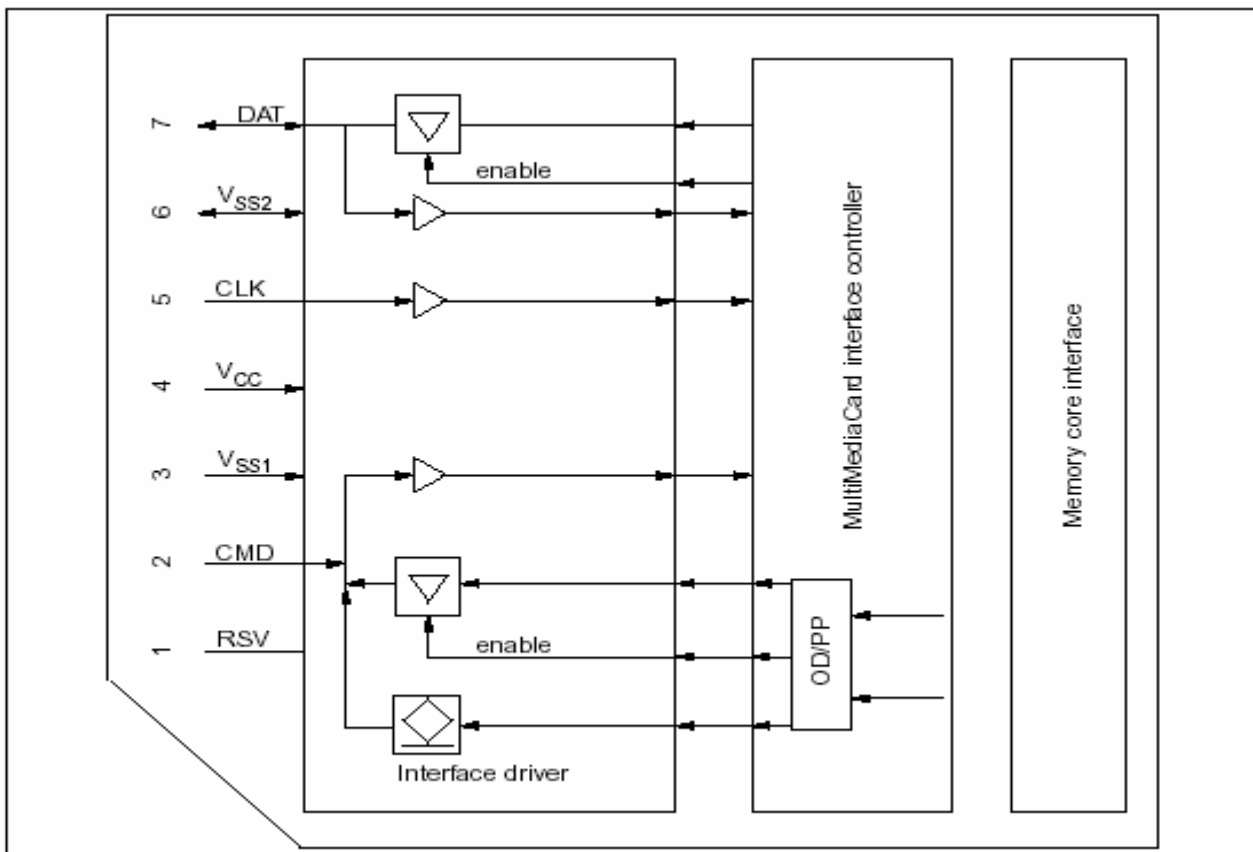 7 DAT
enable
6 VSS2
5 CLK
4 VCC
3 VSS1
2 CMD
enable
1 RSV
OD/PP
Interface driver
MultiMediaCard interface controller
Memory core interface